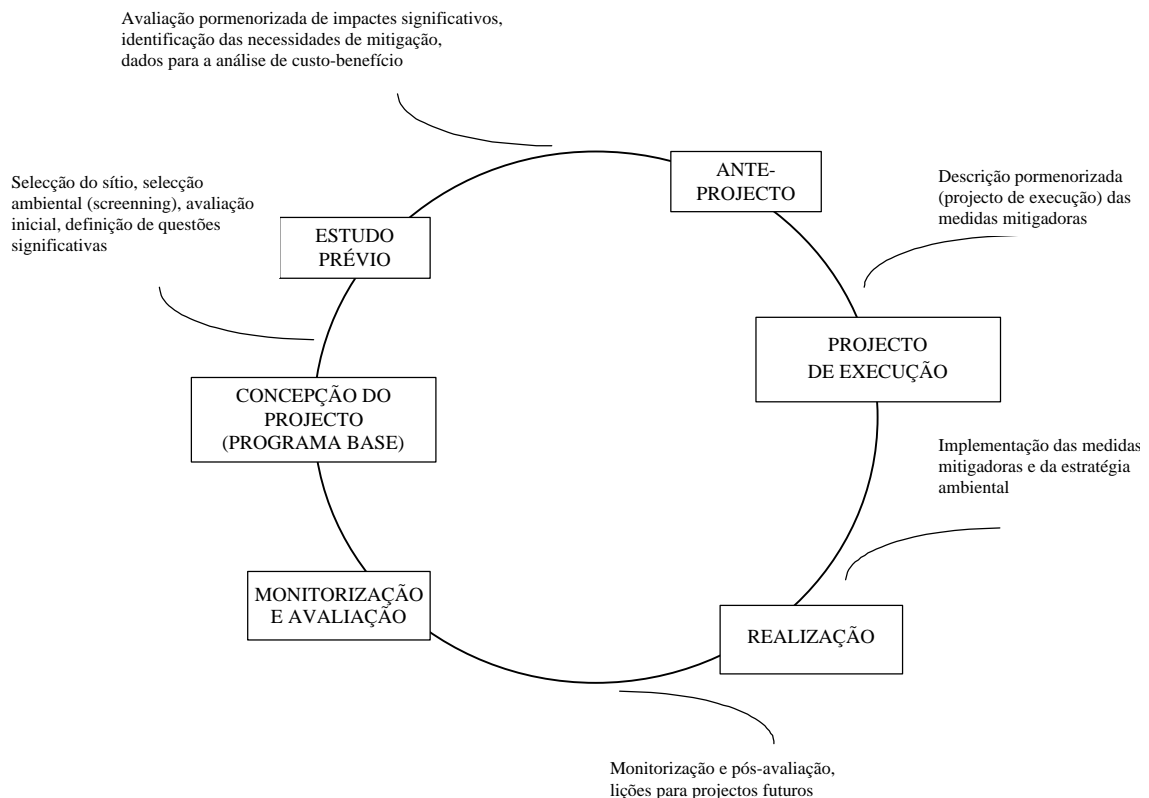 Avaliação pormenorizada de impactes significativos,
identificação das necessidades de mitigação,
dados para a análise de custo-benefício
ANTE-
PROJECTO
Selecção do sítio, selecção
ambiental (screenning), avaliação
inicial, definição de questões
significativas
Descrição pormenorizada
(projecto de execução) das
medidas mitigadoras
ESTUDO
PRÉVIO
PROJECTO
DE EXECUÇÃO
CONCEPÇÃO DO
PROJECTO
(PROGRAMA BASE)
Implementação das medidas
mitigadoras e da estratégia
ambiental
MONITORIZAÇÃO
E AVALIAÇÃO
REALIZAÇÃO
Monitorização e pós-avaliação,
lições para projectos futuros